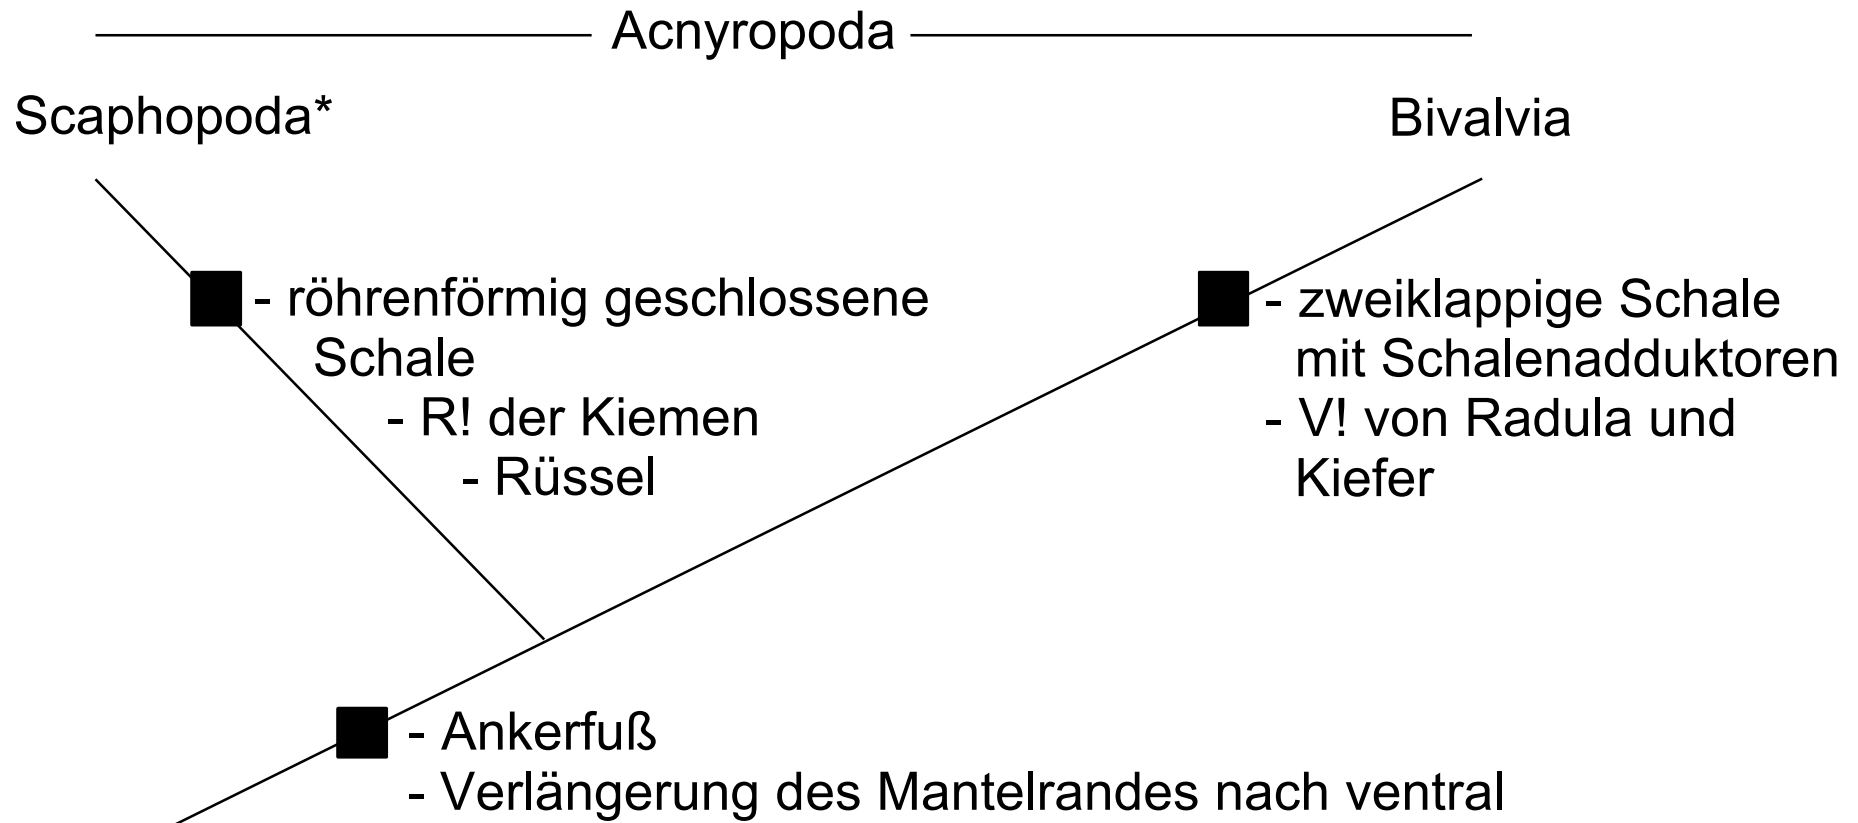 Acnyropoda
Scaphopoda*
Bivalvia
- röhrenförmig geschlossene
Schale
- R! der Kiemen
- Rüssel
- zweiklappige Schale
mit Schalenadduktoren
- V! von Radula und
Kiefer
- Ankerfuß
- Verlängerung des Mantelrandes nach ventral